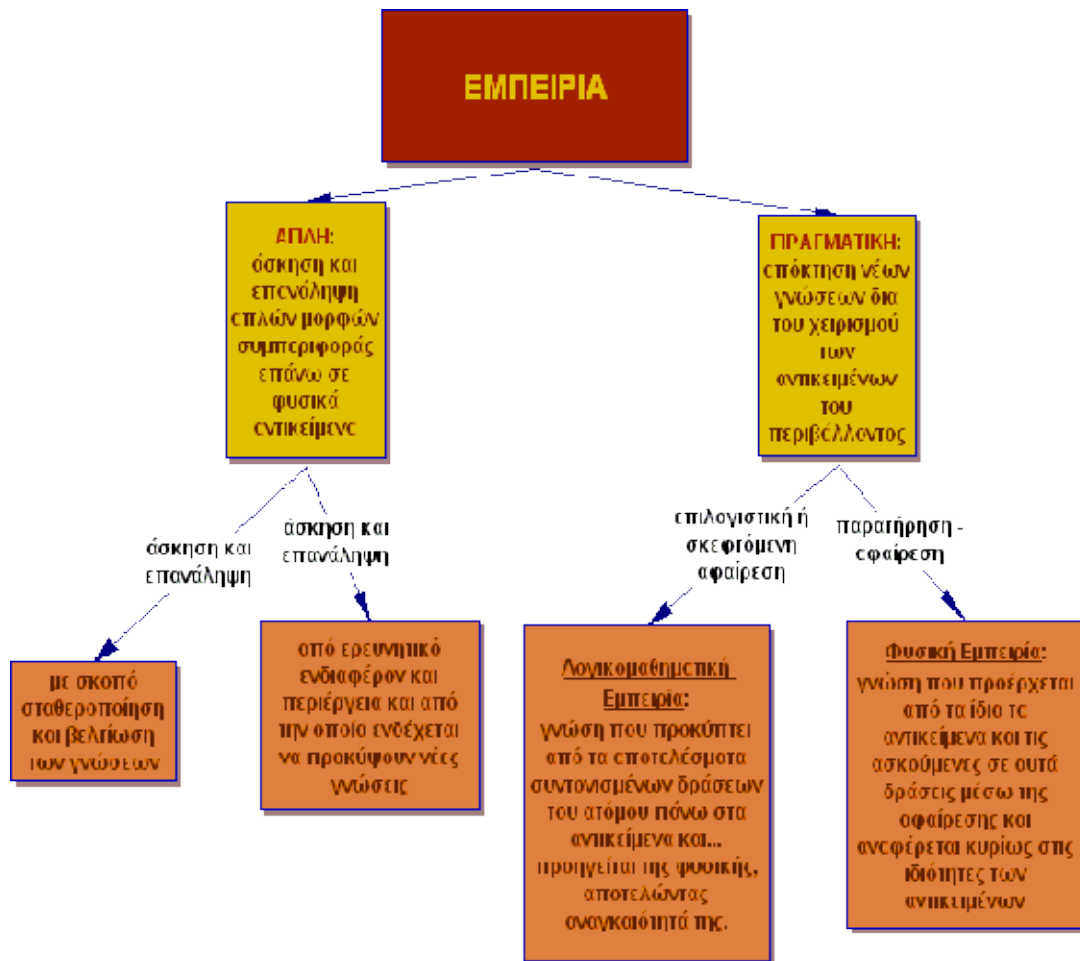 ΕΜΠΕΙΡΙΑ
ΑΠΛΗ:
άσκηση και
επανάληψη
απλών μορφών
συμπεριφοράς
επάνω σε
φυσικά
αντικείμενα
ΠΡΑΓΜΑΤΙΚΗ:
απόκτηση νέων
γνώσεων δια
του χειρισμού
των
αντικειμένων
του
περιβάλλοντος
άσκηση και
επανάληψη
άσκηση και
επανάληψη
επιλογιστική ή
σκεφτόμενη
αφαίρεση
παρατήρηση -
αφαίρεση
με σκοπό
σταθεροποίηση
και βελτίωση
των γνώσεων
από ερευνητικό
ενδιαφέρον και
περιέργεια και από
την οποία ενδέχεται
να προκύψουν νέες
γνώσεις
Λογικομαθηματική
Εμπειρία:
γνώση που προκύπτει
από τα αποτελέσματα
συντονισμένων δράσεων
του ατόμου πάνω στα
αντικείμενα και...
προηγείται της φυσικής,
αποτελώντας
αναγκαιότητά της.
Φυσική Εμπειρία:
γνώση που προέρχεται
από τα ίδια τα
αντικείμενα και τις
ασκούμενες σε αυτά
δράσεις μέσω της
αφαίρεσης και
αναφέρεται κυρίως στις
ιδιότητες των
αντικειμένων